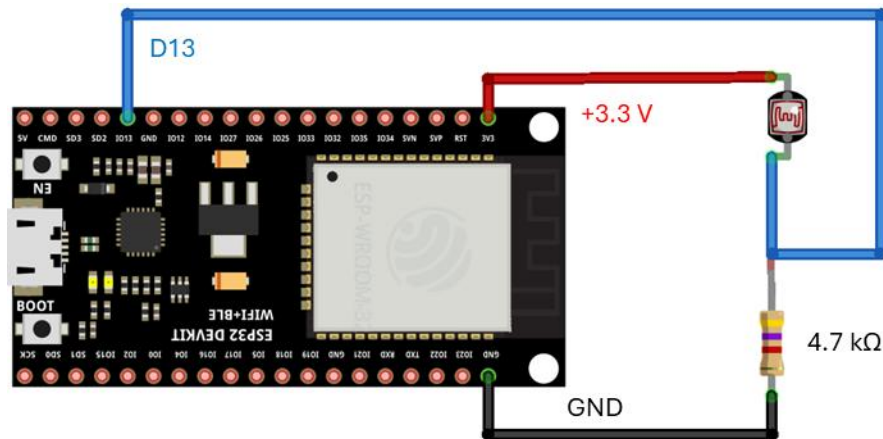 D13
+3.3 V
5V CMD SD3 SD2 IO13 GND IO12 IO14 IO27 IO26 IO25 IO33 IO32 IO35 IO34 SVN SVP RST 3V3
EN
ESP-WROOM-32
BOOT
WIFI+BLE
ESP32 DEVKIT
4.7 kΩ
SCK SD0 SD1 IO15 IO2 IO0 IO4 IO16 IO17 IO5 IO18 IO19 GND IO21 RXD TXD IO22 IO23 GND
GND